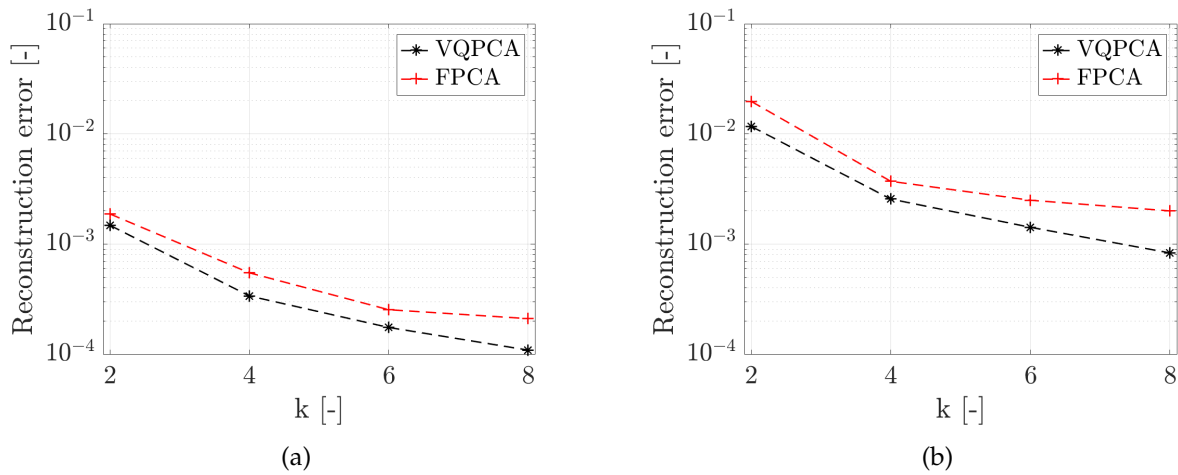 10⁻¹
10⁻²
10⁻³
10⁻⁴
Reconstruction error [-]
VQPCA
FPCA
2
4
6
8
k [-]
(a)
10⁻¹
10⁻²
10⁻³
10⁻⁴
Reconstruction error [-]
VQPCA
FPCA
2
4
6
8
k [-]
(b)